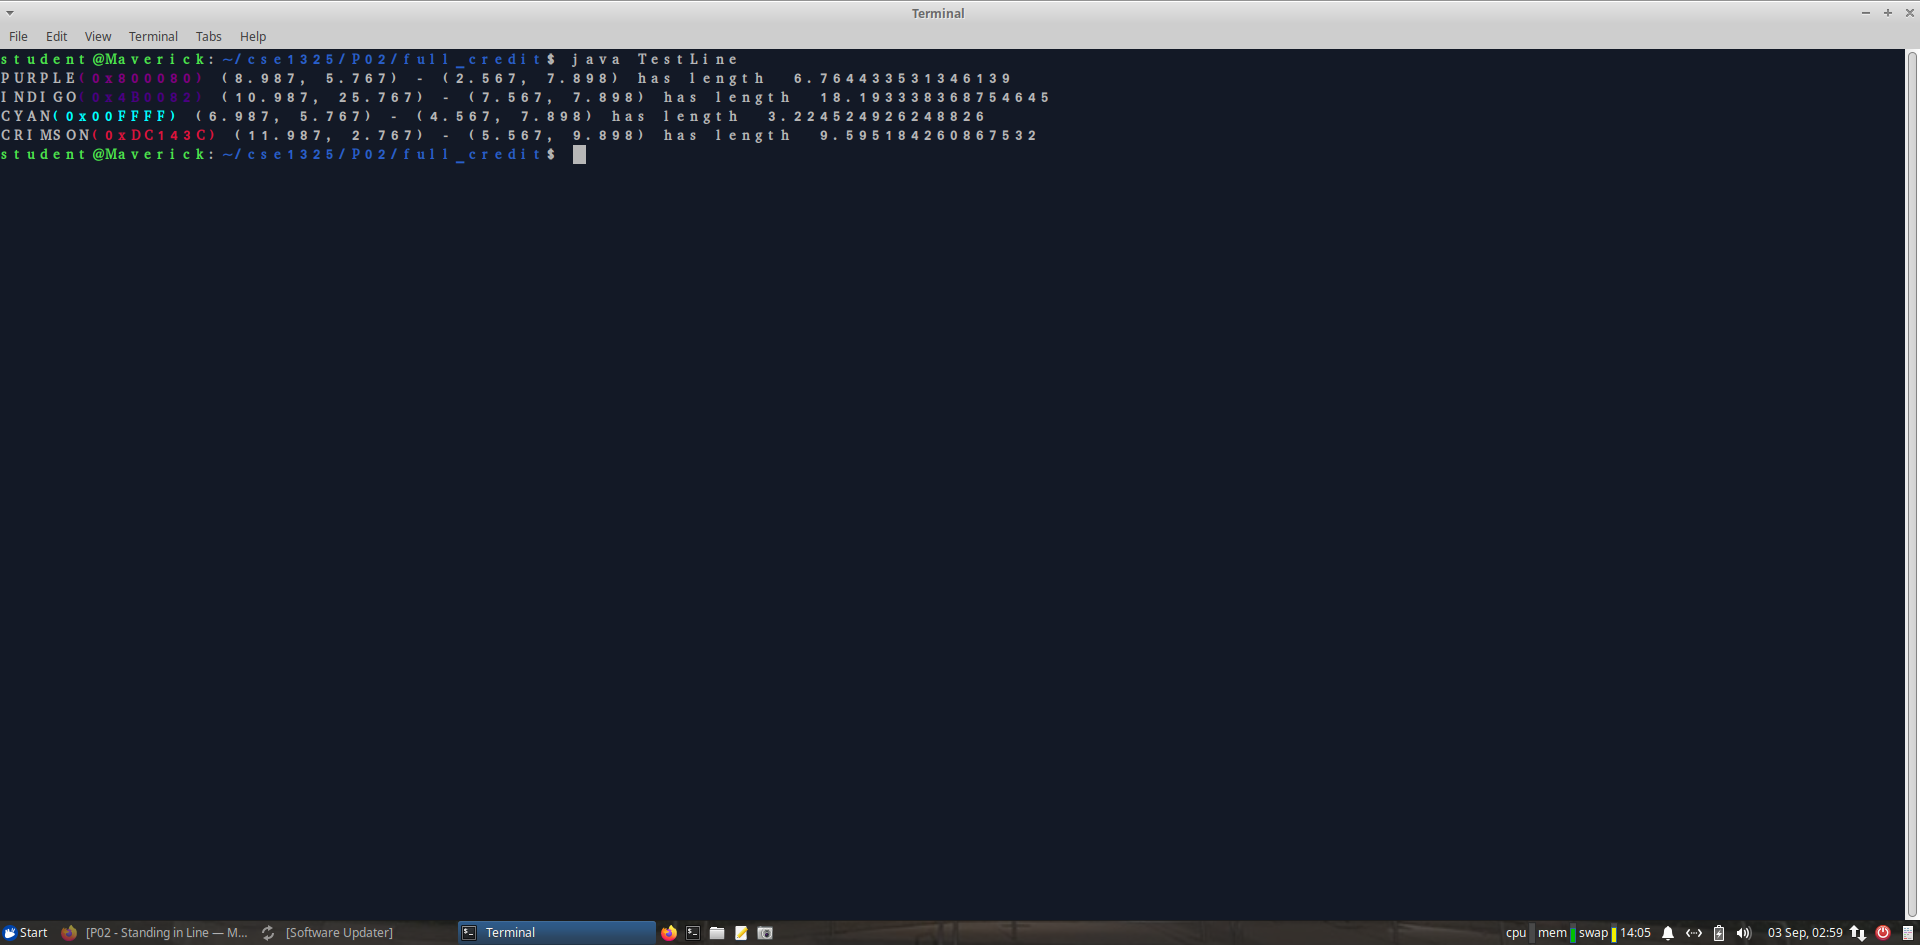 Terminal
File Edit View Terminal Tabs Help
student@Maverick:~/cse1325/P02/full_credit$ java TestLine
PURPLE(0x800080) (8.987, 5.767) - (2.567, 7.898) has length 6.764433531346139
INDIGO(0x4B0082) (10.987, 25.767) - (7.567, 7.898) has length 18.193338368754645
CYAN(0x00FFFF) (6.987, 5.767) - (4.567, 7.898) has length 3.224524926248826
CRIMSON(0xDC143C) (11.987, 2.767) - (5.567, 9.898) has length 9.595184260867532
student@Maverick:~/cse1325/P02/full_credit$
Start [P02 - Standing in Line — M... [Software Updater] Terminal cpu mem swap 14:05 03 Sep, 02:59